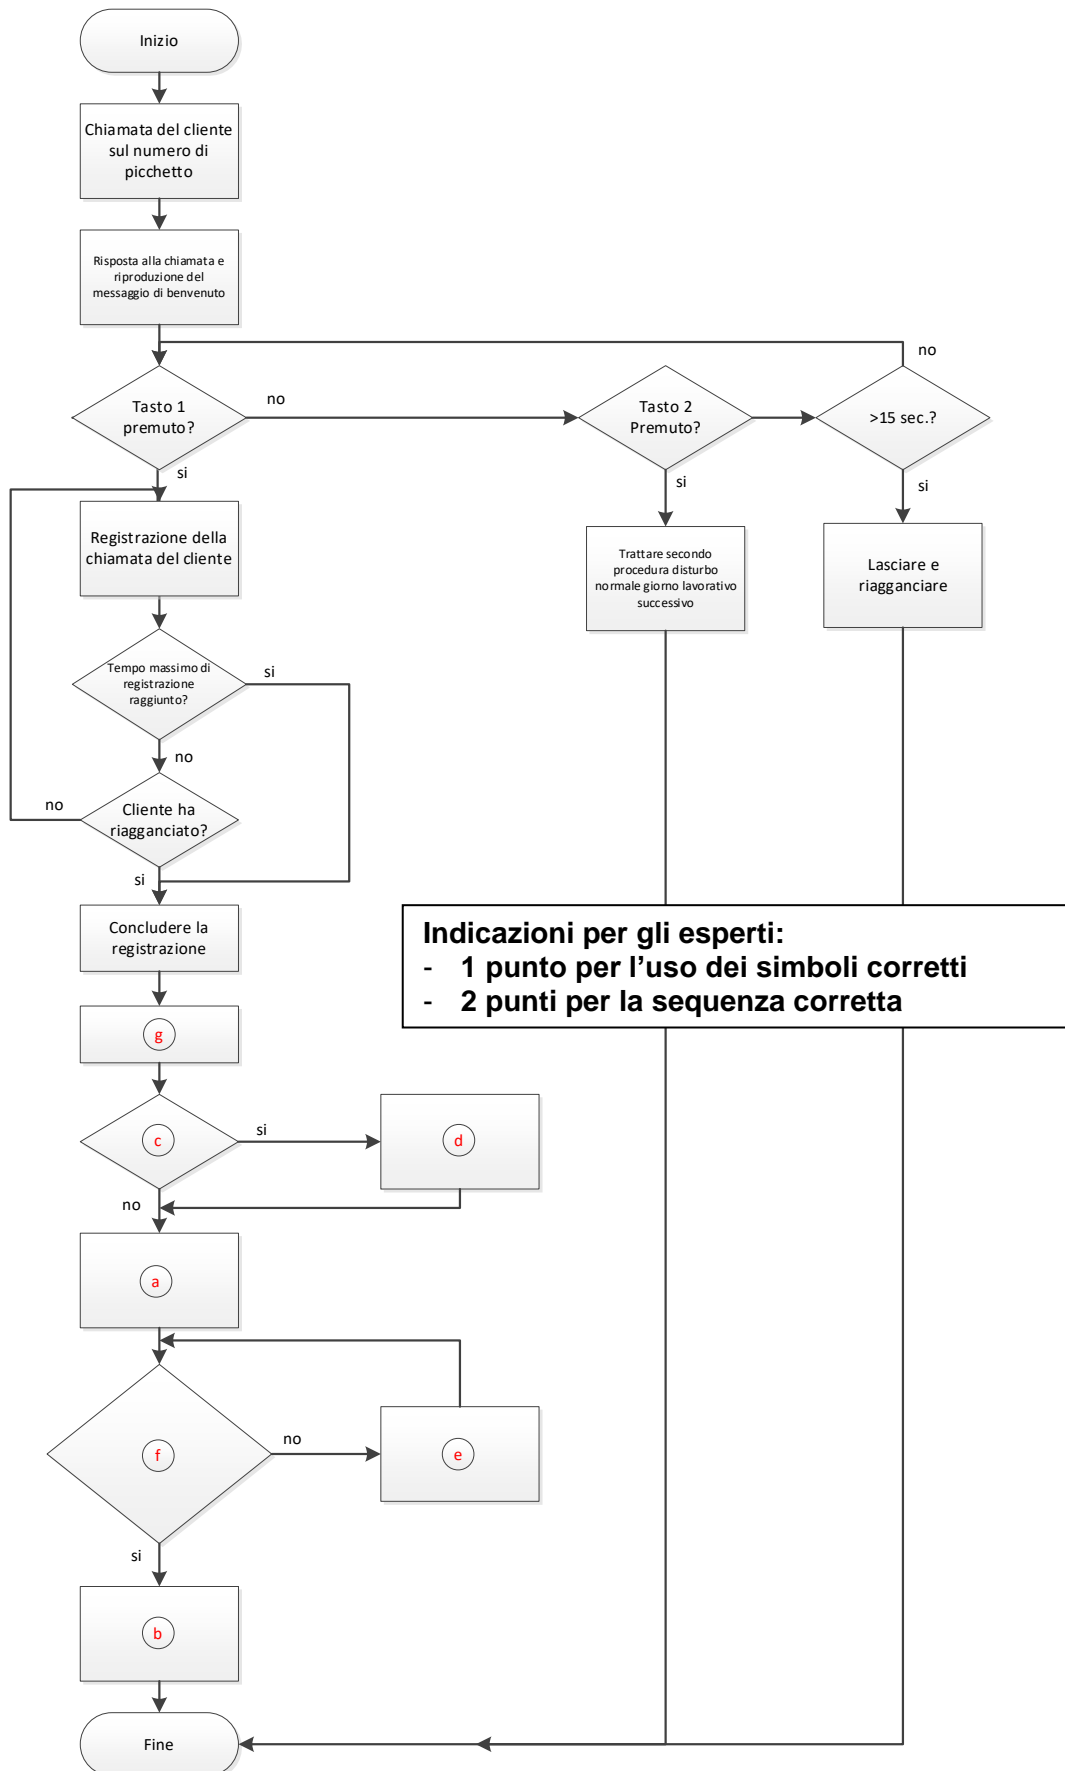 Inizio
Chiamata del cliente
sul numero di
picchetto
Risposta alla chiamata e
riproduzione del
messaggio di benvenuto
no
Tasto 1
premuto?
no
Tasto 2
Premuto?
>15 sec.?
si
si
si
Registrazione della
chiamata del cliente
Trattare secondo
procedura disturbo
normale giorno lavorativo
successivo
Lasciare e
riagganciare
Tempo massimo di
registrazione
raggiunto?
si
no
no
Cliente ha
riagganciato?
si
Concludere la
registrazione
Indicazioni per gli esperti:
- 1 punto per l’uso dei simboli corretti
- 2 punti per la sequenza corretta
g
c
si
d
no
a
f
no
e
si
b
Fine